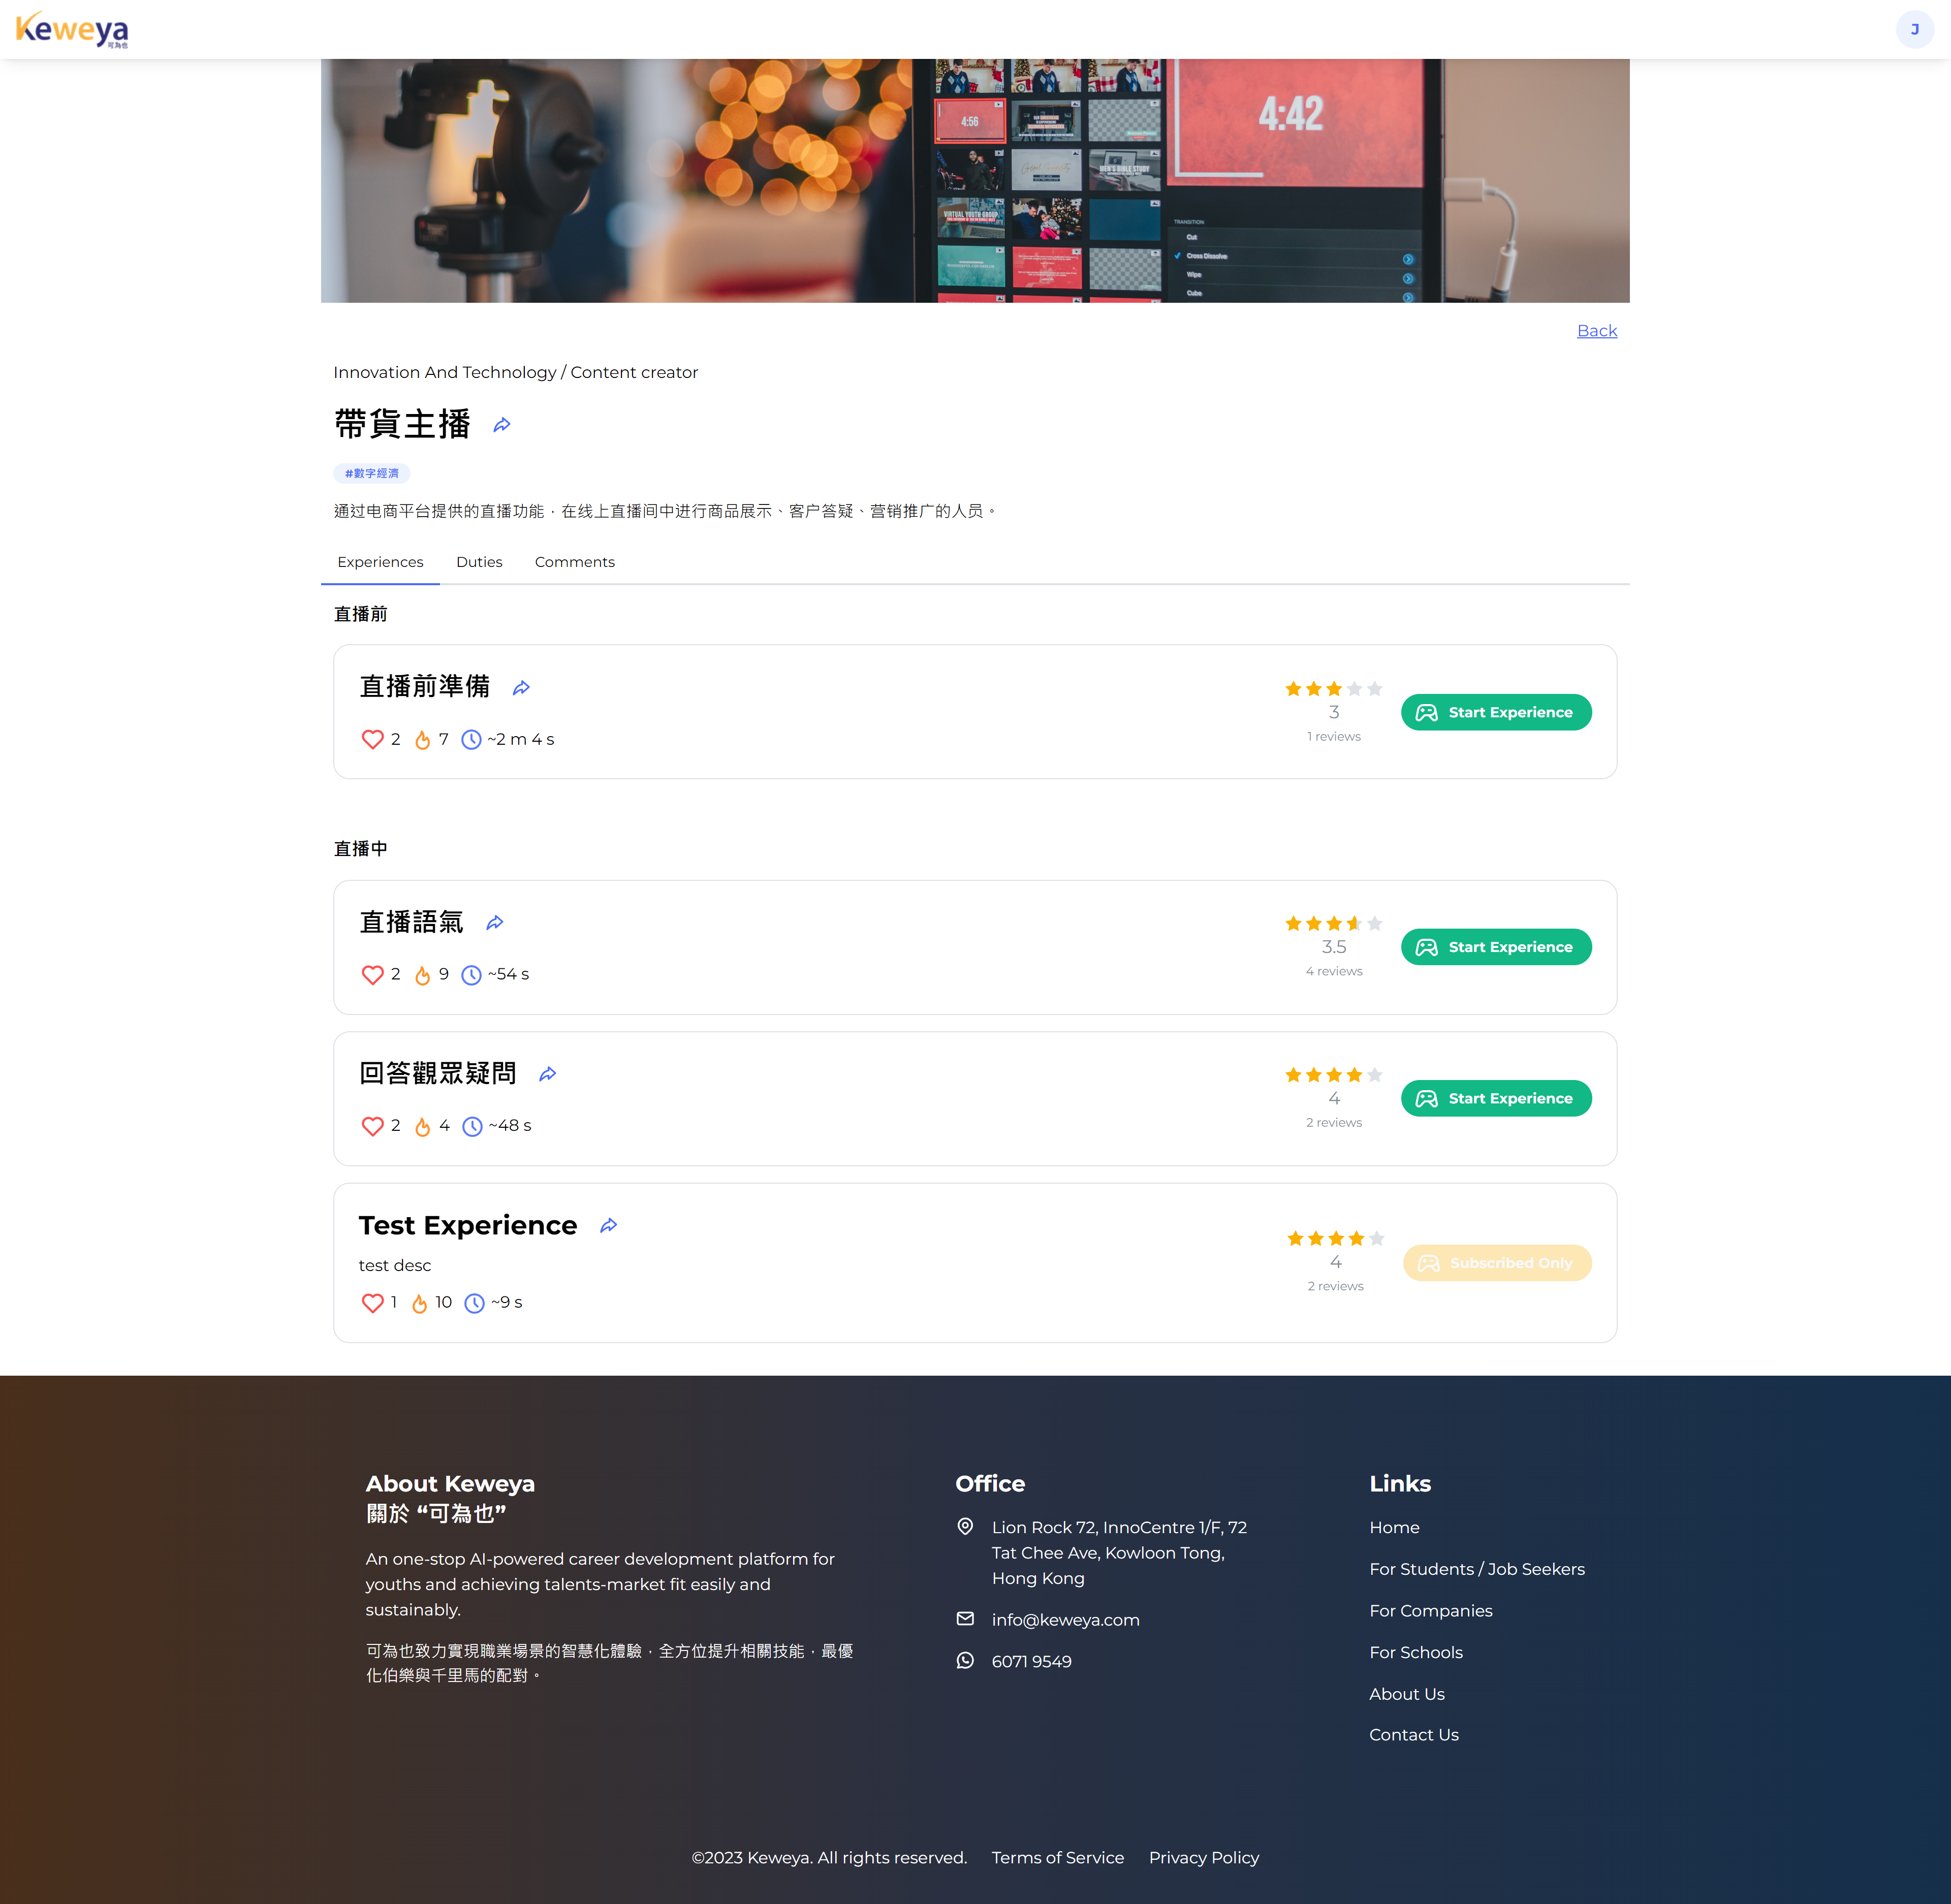 Keweya
可為也
J
4:42
4:56
MEN'S BIBLE STUDY
VIRTUAL YOUTH GROUP
TRANSITION
Cut
Cross Dissolve
Wipe
Cube
Back
Innovation And Technology / Content creator
帶貨主播
#數字經濟
通过电商平台提供的直播功能，在线上直播间中进行商品展示、客户答疑、营销推广的人员。
Experiences Duties Comments
直播前
直播前準備
3
Start Experience
2 7 ~2 m 4 s
1 reviews
直播中
直播語氣
3.5
Start Experience
2 9 ~54 s
4 reviews
回答觀眾疑問
4
Start Experience
2 4 ~48 s
2 reviews
Test Experience
test desc
4
Subscribed Only
1 10 ~9 s
2 reviews
About Keweya
關於 “可為也”
An one-stop AI-powered career development platform for
youths and achieving talents-market fit easily and
sustainably.
可為也致力實現職業場景的智慧化體驗，全方位提升相關技能，最優
化伯樂與千里馬的配對。
Office
Lion Rock 72, InnoCentre 1/F, 72
Tat Chee Ave, Kowloon Tong,
Hong Kong
info@keweya.com
6071 9549
Links
Home
For Students / Job Seekers
For Companies
For Schools
About Us
Contact Us
©2023 Keweya. All rights reserved. Terms of Service Privacy Policy